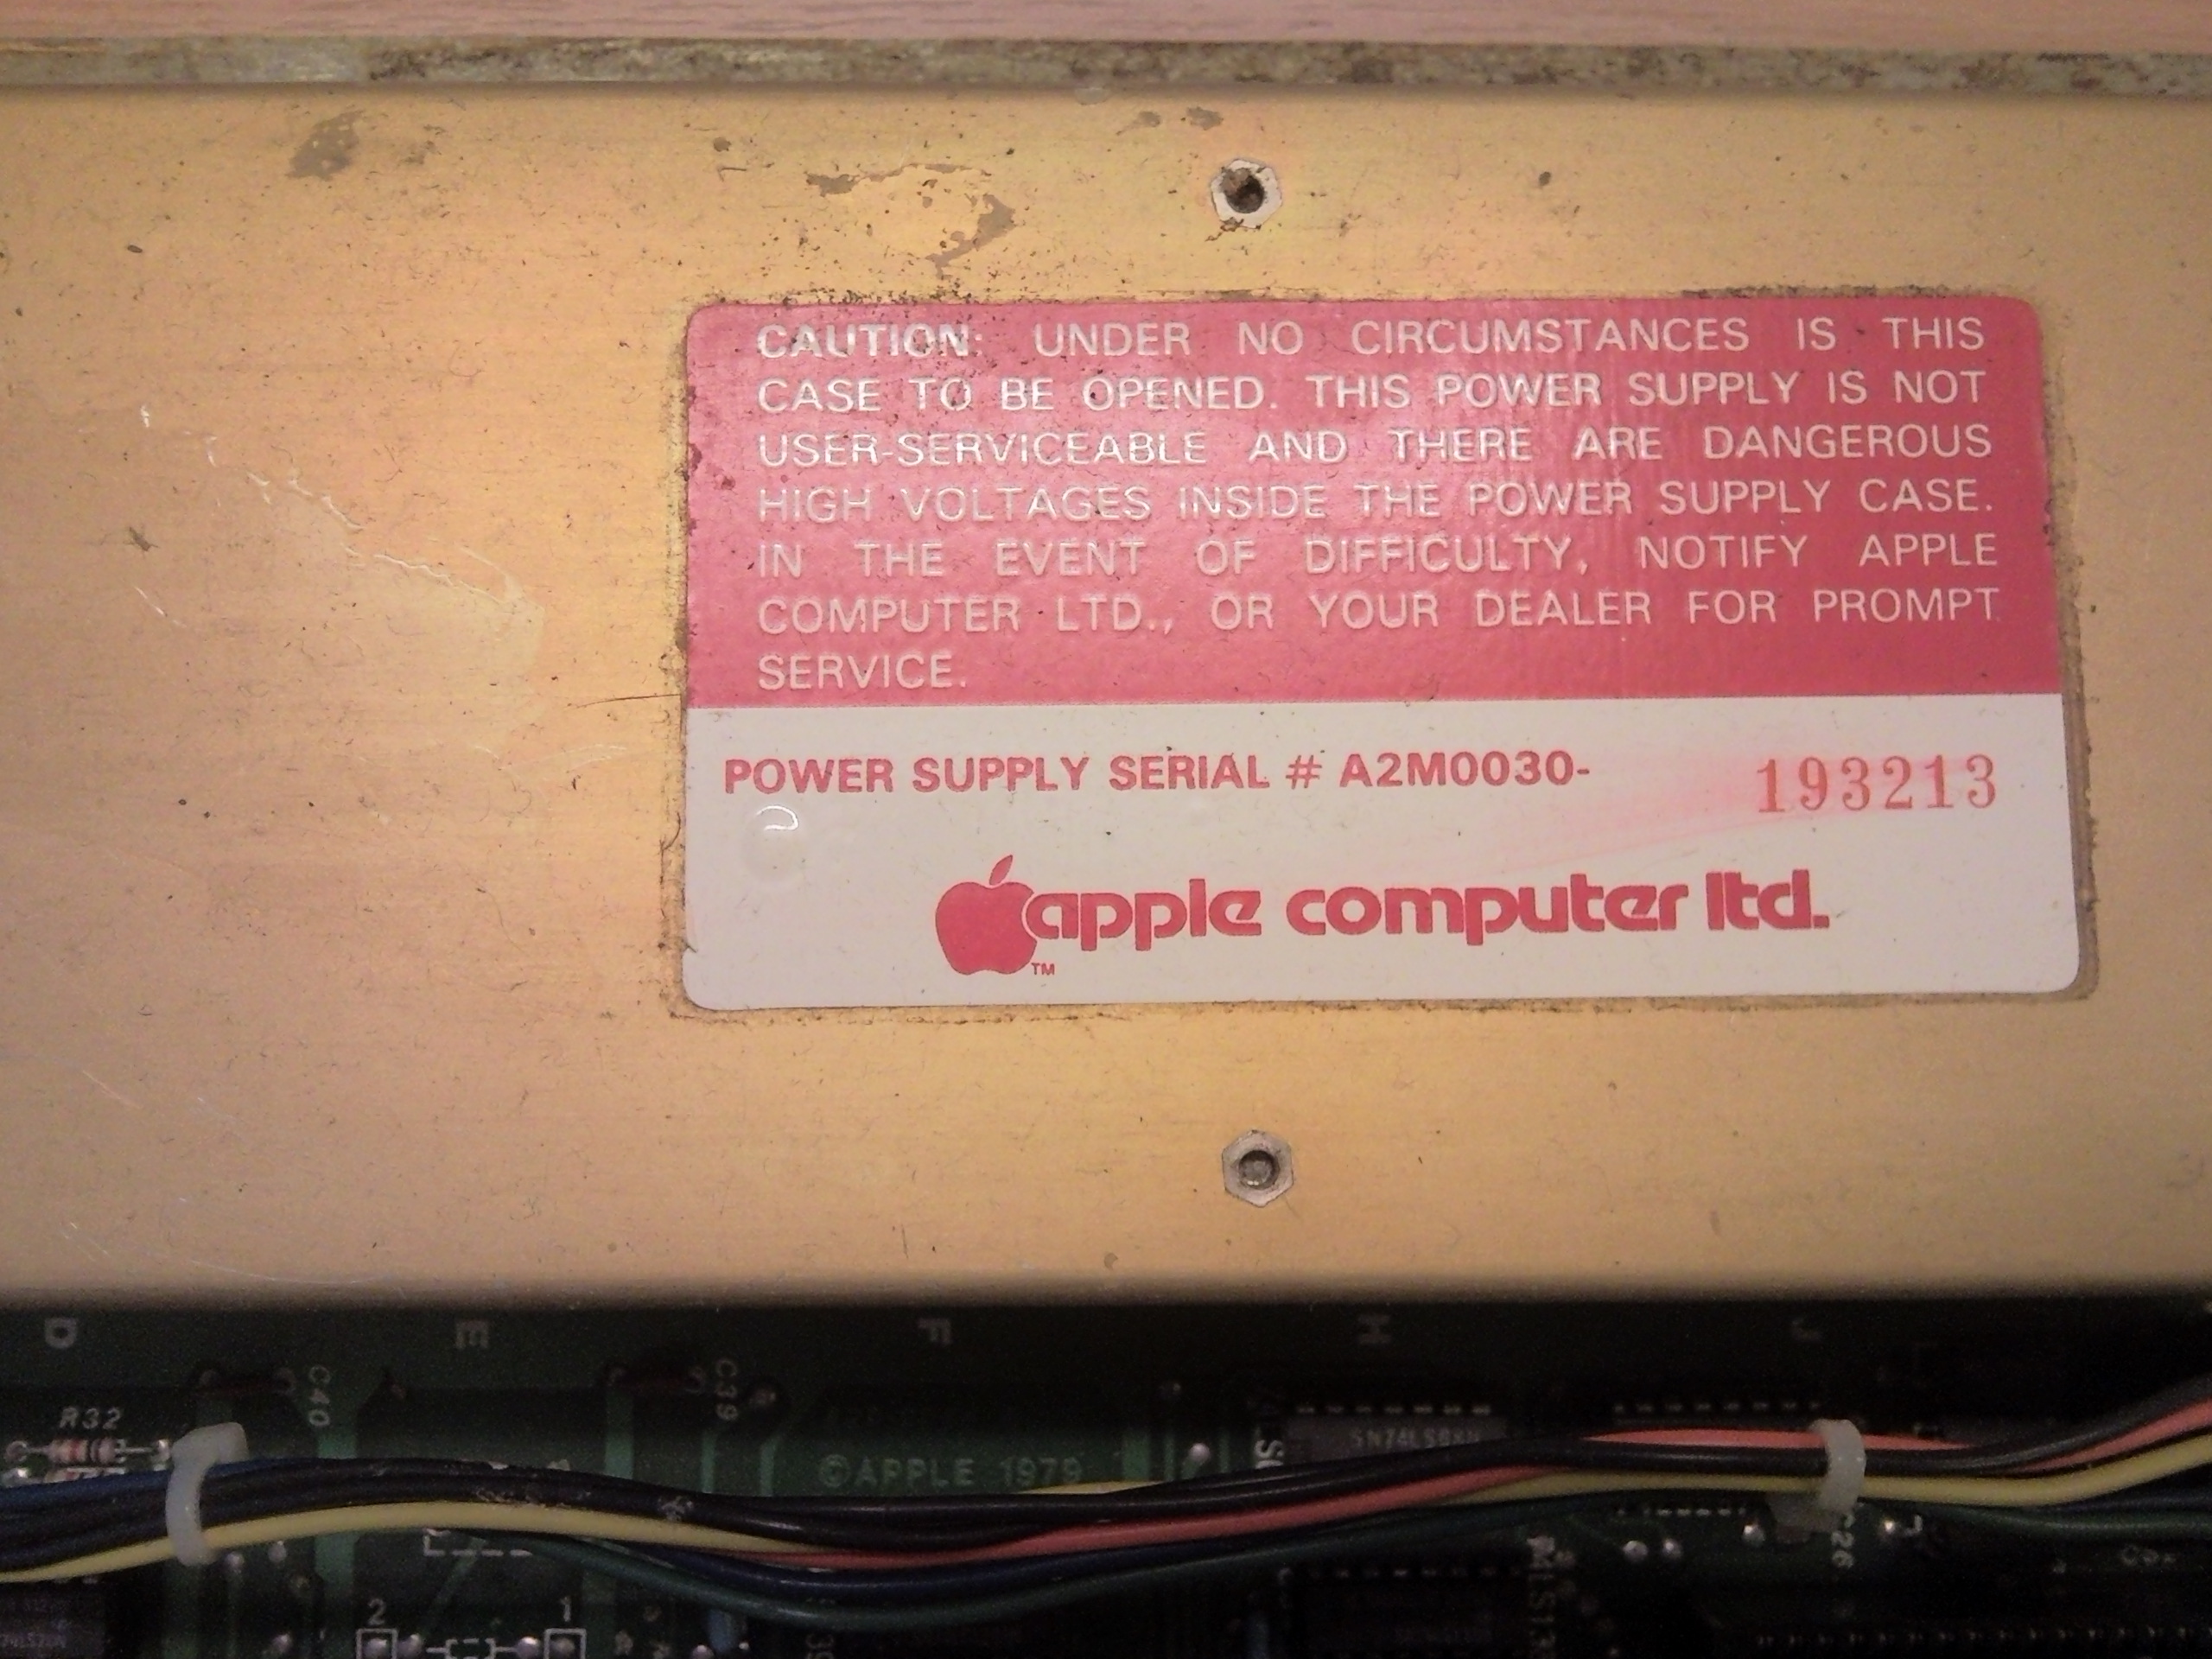 CAUTION: UNDER NO CIRCUMSTANCES IS THIS
CASE TO BE OPENED. THIS POWER SUPPLY IS NOT
USER-SERVICEABLE AND THERE ARE DANGEROUS
HIGH VOLTAGES INSIDE THE POWER SUPPLY CASE.
IN THE EVENT OF DIFFICULTY, NOTIFY APPLE
COMPUTER LTD., OR YOUR DEALER FOR PROMPT
SERVICE.
POWER SUPPLY SERIAL # A2M0030- 193213
apple computer ltd.
TM
D E F H J
C40
C39
R32
©APPLE 1979
C26
2 1